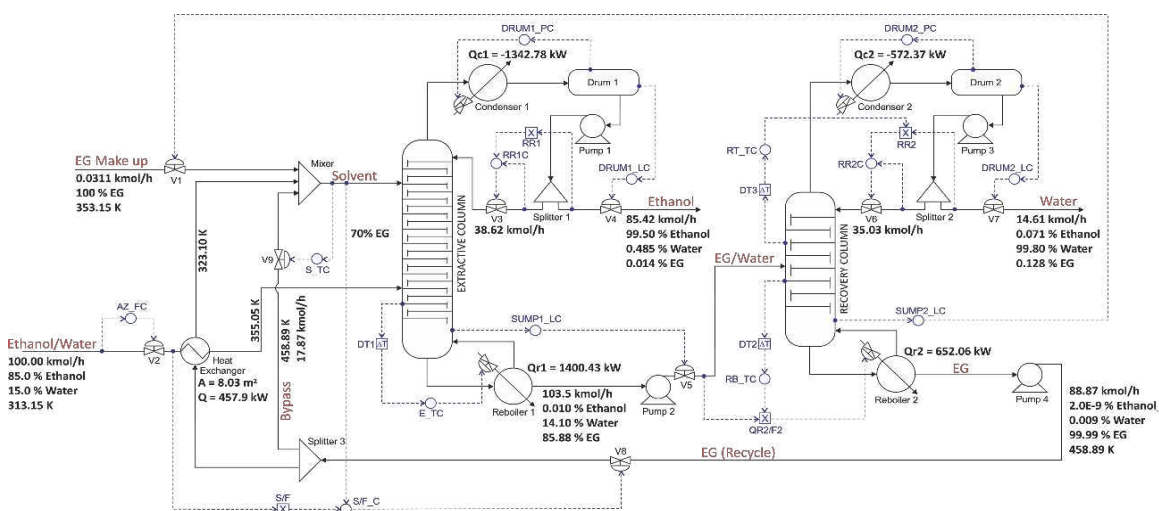 DRUM1_PC
Qc1 = -1342.78 kW
Drum 1
Condenser 1
DRUM2_PC
Qc2 = -572.37 kW
Drum 2
Condenser 2
EG Make up
V1
0.0311 kmol/h
100 % EG
353.15 K
Mixer
Solvent
70% EG
RR1
RR1C
Pump 1
DRUM1_LC
V3
Splitter 1
V4
38.62 kmol/h
Ethanol
85.42 kmol/h
99.50 % Ethanol
0.485 % Water
0.014 % EG
EXTRACTIVE COLUMN
RT_TC
RR2
RR2C
Pump 3
DRUM2_LC
DT3
ΔT
V6
Splitter 2
V7
35.03 kmol/h
Water
14.61 kmol/h
0.071 % Ethanol
99.80 % Water
0.128 % EG
RECOVERY COLUMN
EG/Water
323.10 K
V9
S_TC
355.05 K
458.89 K
17.87 kmol/h
Bypass
AZ_FC
Ethanol/Water
V2
100.00 kmol/h
85.0 % Ethanol
15.0 % Water
313.15 K
Heat
Exchanger
A = 8.03 m²
Q = 457.9 kW
DT1
ΔT
E_TC
SUMP1_LC
Qr1 = 1400.43 kW
Reboiler 1
103.5 kmol/h
0.010 % Ethanol
14.10 % Water
85.88 % EG
Pump 2
V5
SUMP2_LC
DT2
ΔT
RB_TC
QR2/F2
Qr2 = 652.06 kW
EG
Reboiler 2
Pump 4
88.87 kmol/h
2.0E-9 % Ethanol
0.009 % Water
99.99 % EG
458.89 K
Splitter 3
V8
EG (Recycle)
S/F
X
S/F_C